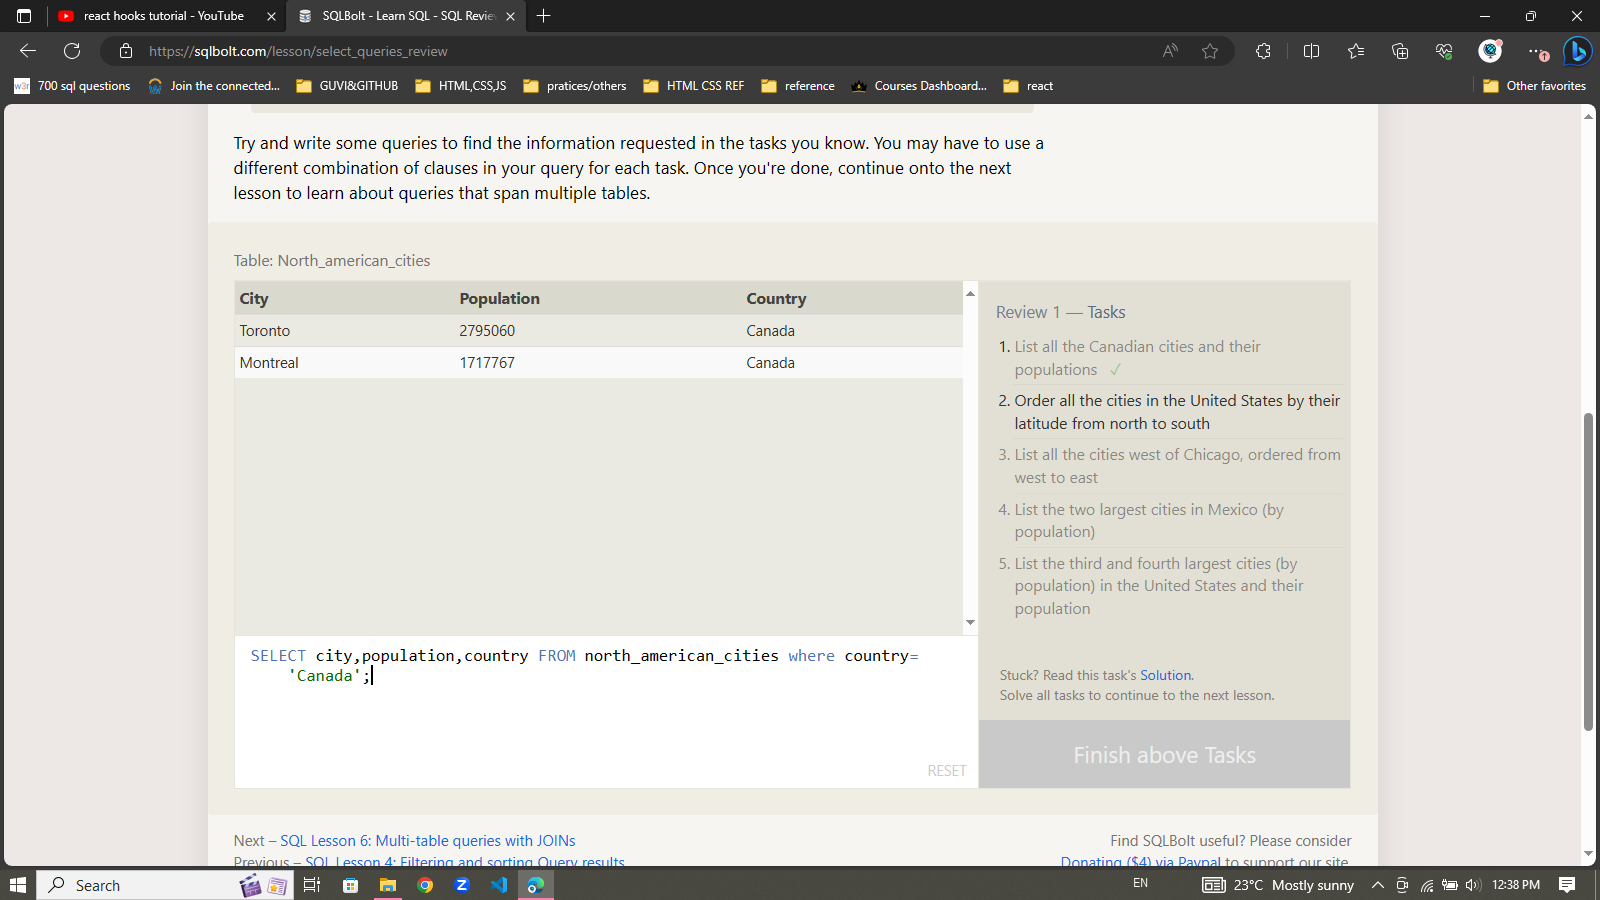 react hooks tutorial - YouTube
SQLBolt - Learn SQL - SQL Revie
https://sqlbolt.com/lesson/select_queries_review
700 sql questions
Join the connected...
GUVI&GITHUB
HTML,CSS,JS
pratices/others
HTML CSS REF
reference
Courses Dashboard...
react
Other favorites
Try and write some queries to find the information requested in the tasks you know. You may have to use a
different combination of clauses in your query for each task. Once you're done, continue onto the next
lesson to learn about queries that span multiple tables.
Table: North_american_cities
City Population Country
Toronto 2795060 Canada
Montreal 1717767 Canada
SELECT city,population,country FROM north_american_cities where country=
'Canada';
RESET
Review 1 — Tasks
1. List all the Canadian cities and their
populations ✓
2. Order all the cities in the United States by their
latitude from north to south
3. List all the cities west of Chicago, ordered from
west to east
4. List the two largest cities in Mexico (by
population)
5. List the third and fourth largest cities (by
population) in the United States and their
population
Stuck? Read this task's Solution.
Solve all tasks to continue to the next lesson.
Finish above Tasks
Next – SQL Lesson 6: Multi-table queries with JOINs
Previous – SQL Lesson 4: Filtering and sorting Query results
Find SQLBolt useful? Please consider
Donating ($4) via Paypal to support our site.
Search
EN
23°C Mostly sunny
12:38 PM